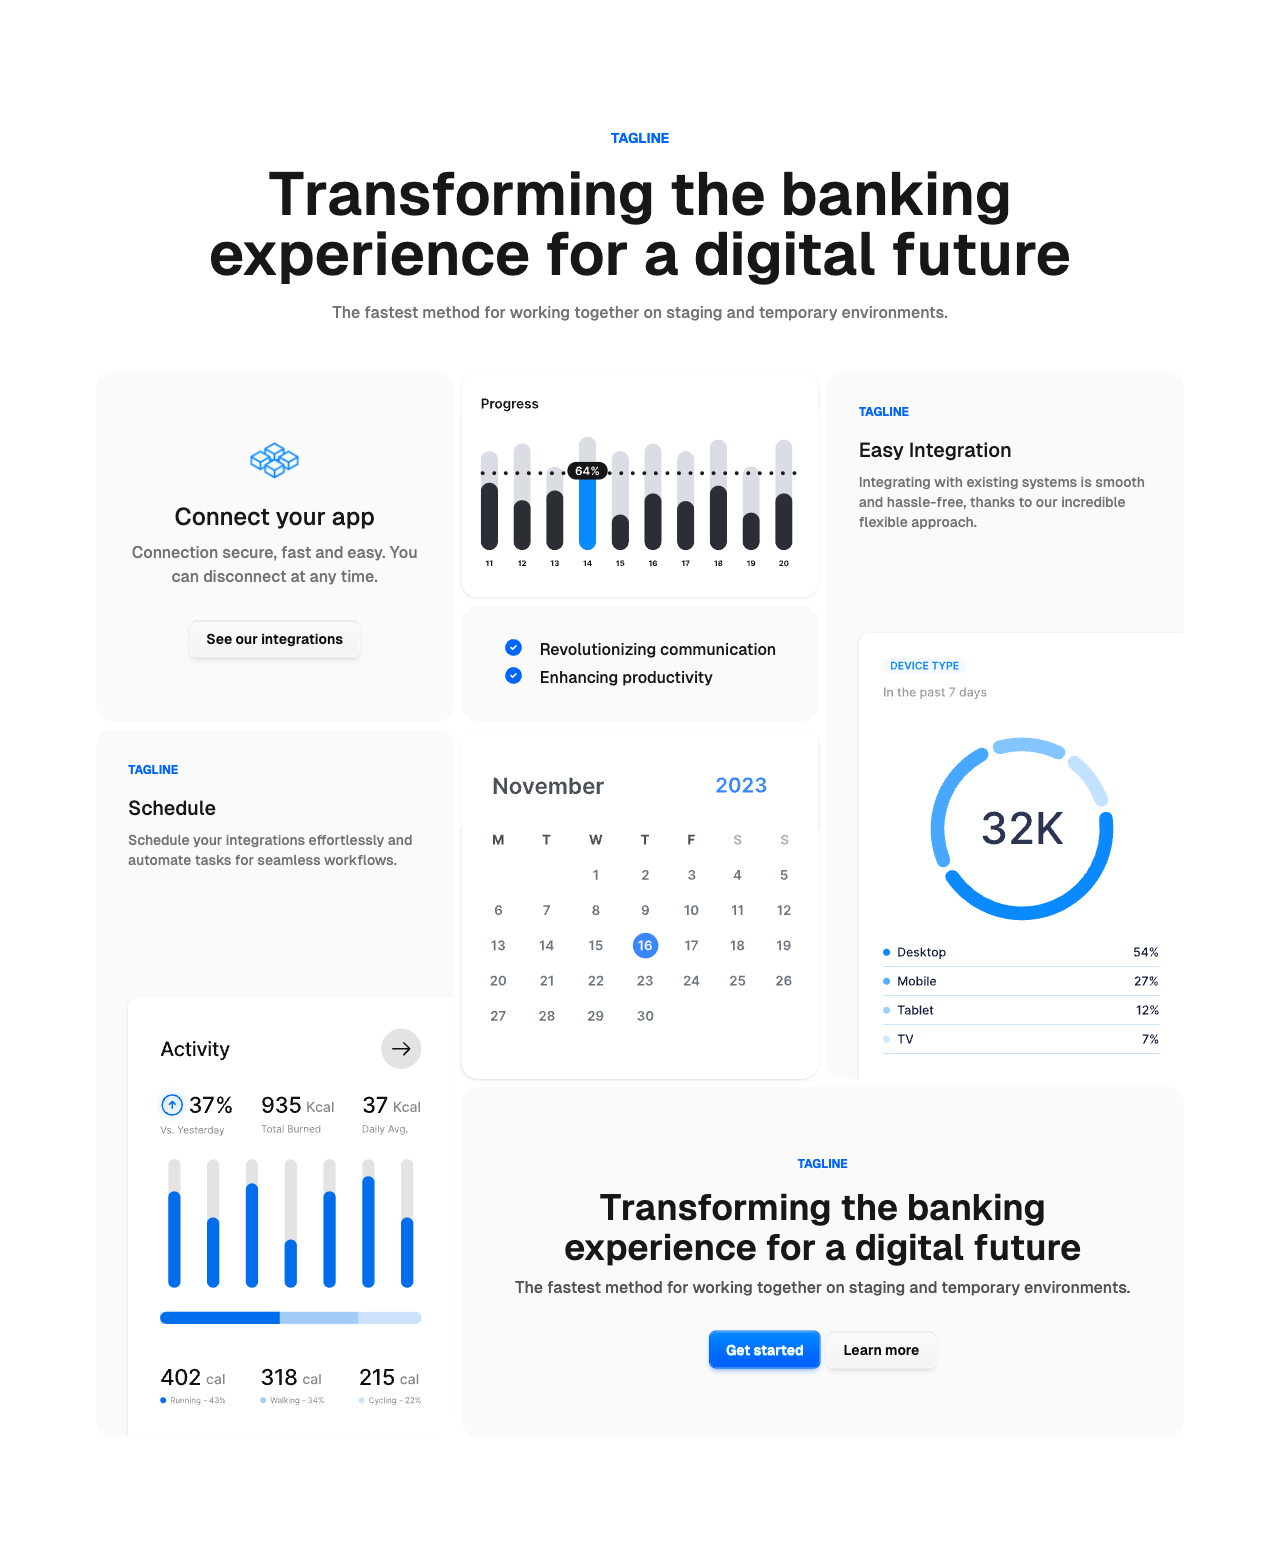 TAGLINE
Transforming the banking
experience for a digital future
The fastest method for working together on staging and temporary environments.
Connect your app
Connection secure, fast and easy. You
can disconnect at any time.
See our integrations
Progress
64%
11 12 13 14 15 16 17 18 19 20
Revolutionizing communication
Enhancing productivity
TAGLINE
Easy Integration
Integrating with existing systems is smooth
and hassle-free, thanks to our incredible
flexible approach.
DEVICE TYPE
In the past 7 days
32K
Desktop 54%
Mobile 27%
Tablet 12%
TV 7%
TAGLINE
Schedule
Schedule your integrations effortlessly and
automate tasks for seamless workflows.
Activity
37% 935 Kcal 37 Kcal
Vs. Yesterday Total Burned Daily Avg.
402 cal 318 cal 215 cal
Running - 43% Walking - 34% Cycling - 22%
November 2023
M T W T F S S
1 2 3 4 5
6 7 8 9 10 11 12
13 14 15 16 17 18 19
20 21 22 23 24 25 26
27 28 29 30
TAGLINE
Transforming the banking
experience for a digital future
The fastest method for working together on staging and temporary environments.
Get started Learn more